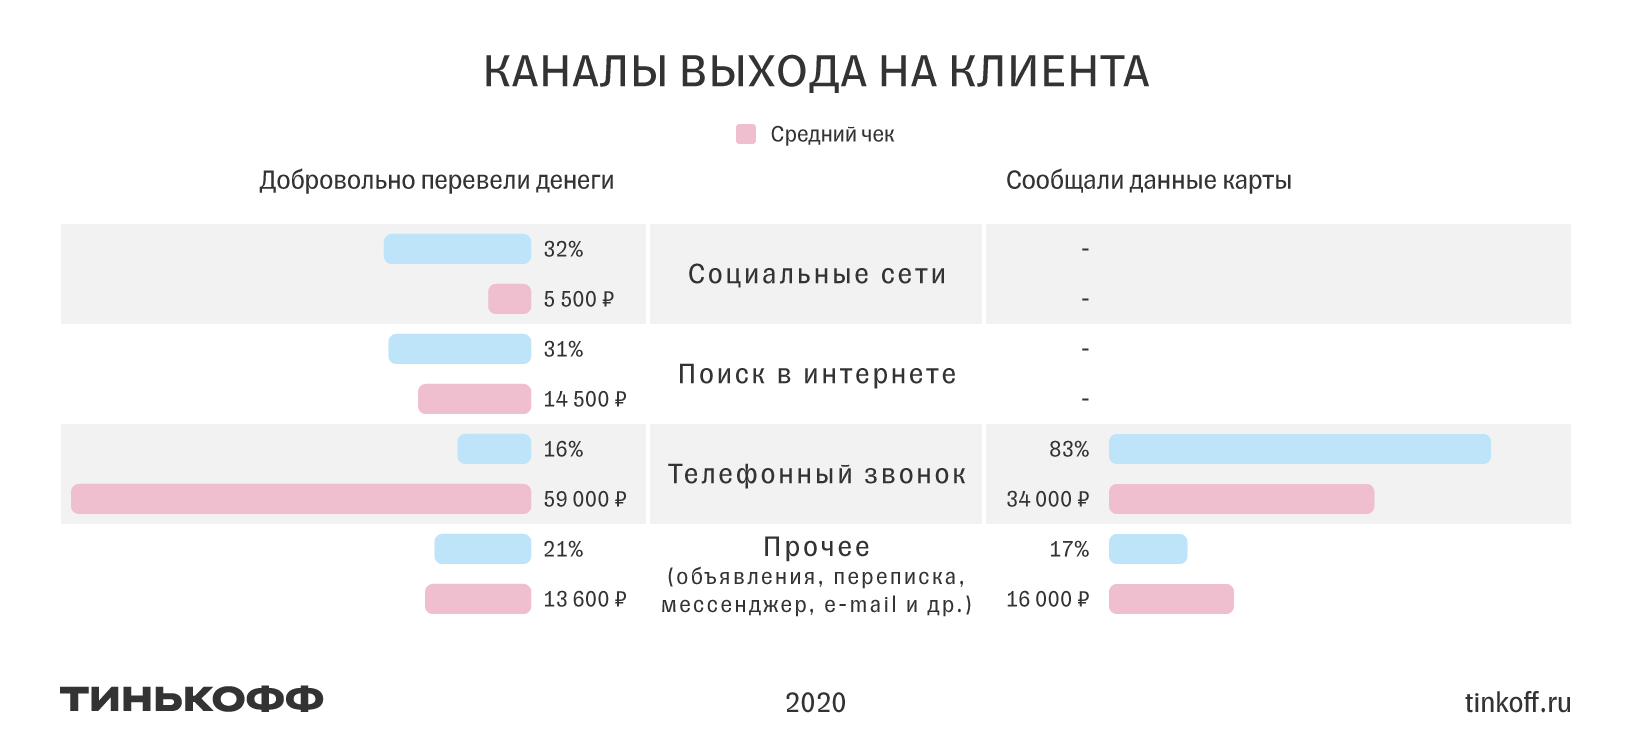 КАНАЛЫ ВЫХОДА НА КЛИЕНТА
Средний чек
Добровольно перевели денеги
Сообщали данные карты
32%
5 500 ₽
Социальные сети
-
-
31%
14 500 ₽
Поиск в интернете
-
-
16%
59 000 ₽
Телефонный звонок
83%
34 000 ₽
21%
13 600 ₽
Прочее
(объявления, переписка,
мессенджер, e-mail и др.)
17%
16 000 ₽
ТИНЬКОФФ
2020
tinkoff.ru